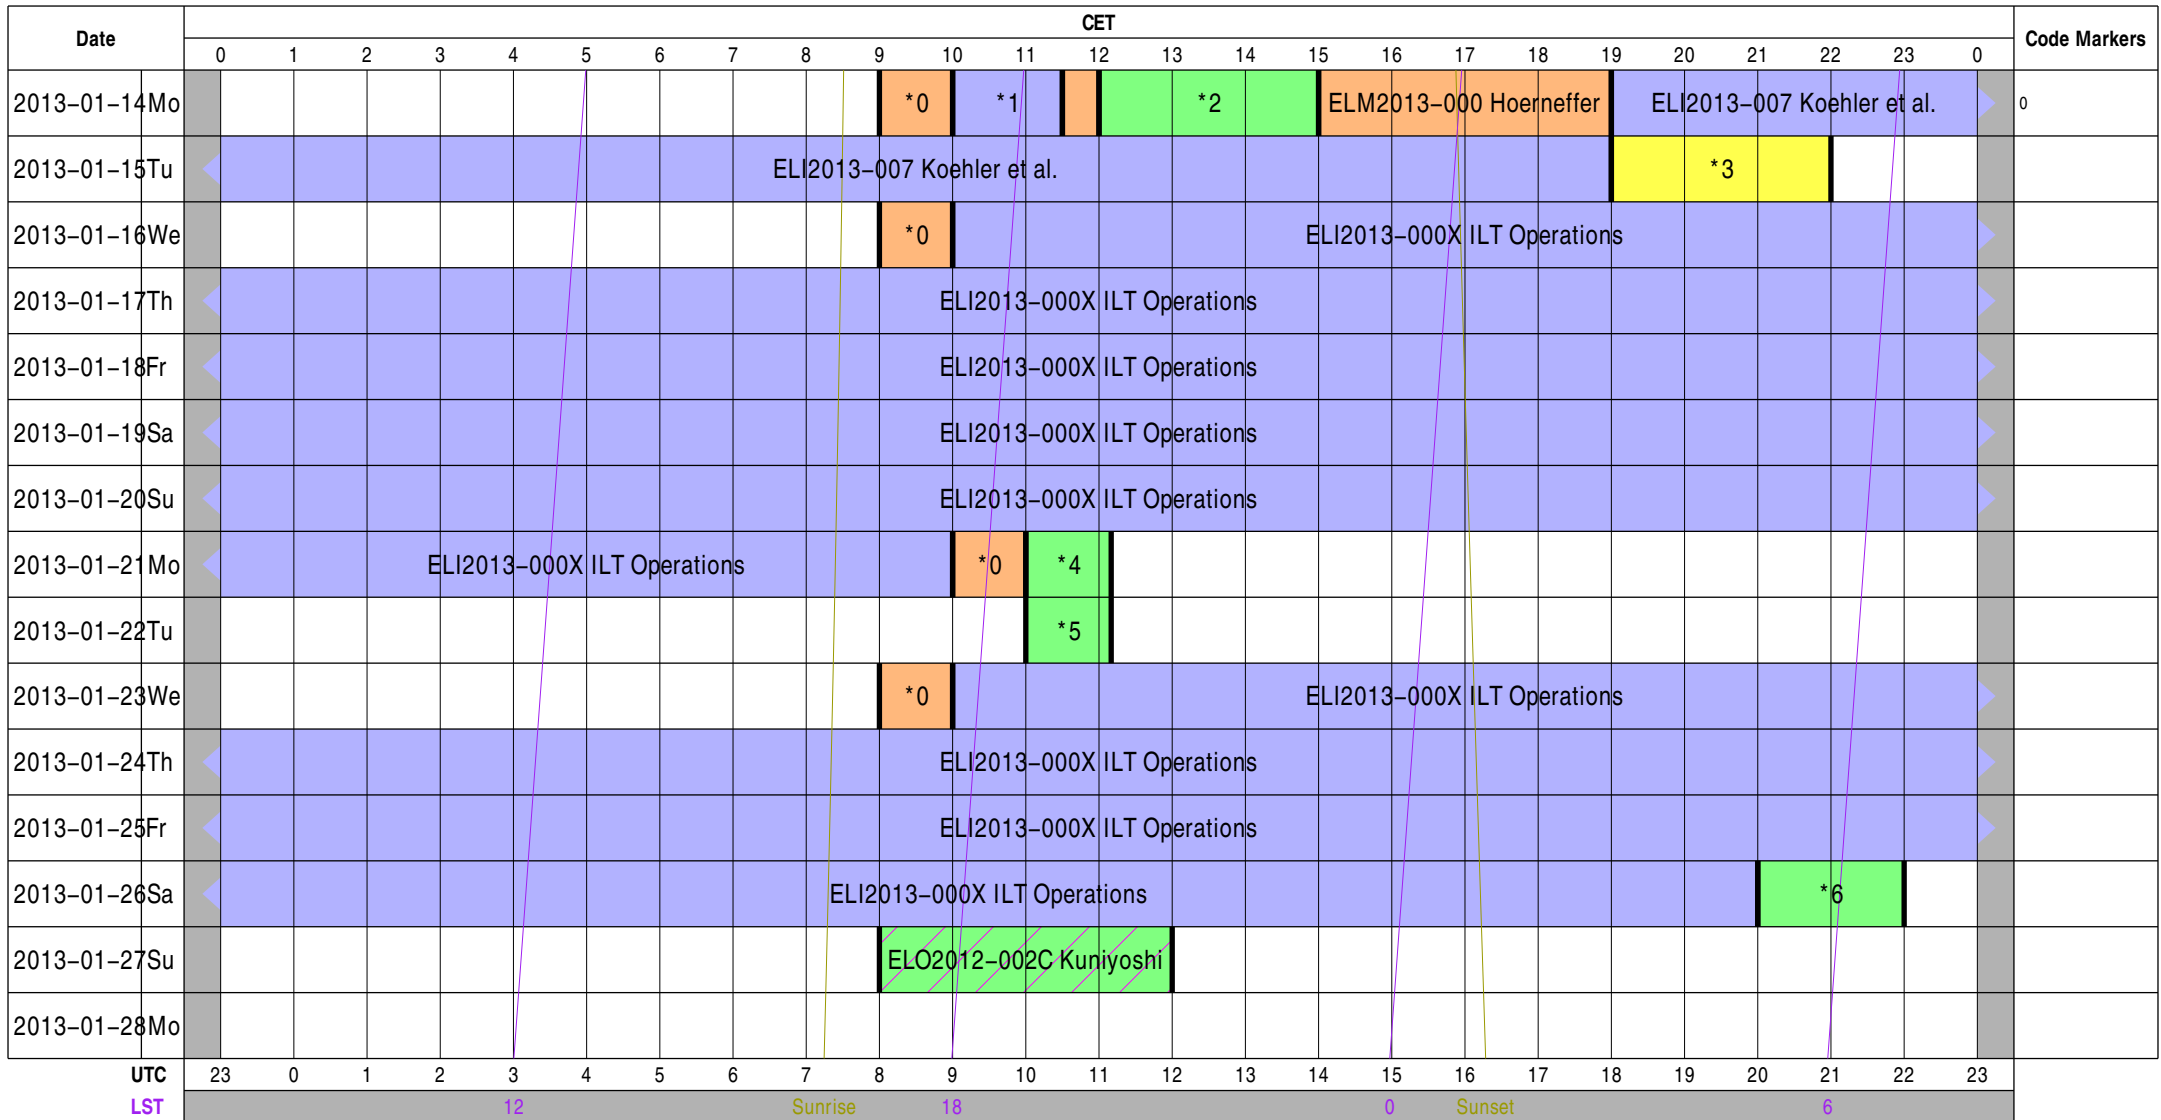 Date CET Code Markers
0 1 2 3 4 5 6 7 8 9 10 11 12 13 14 15 16 17 18 19 20 21 22 23 0
2013-01-14Mo *0 *1 *2 ELM2013-000 Hoerneffer ELI2013-007 Koehler et al. 0
2013-01-15Tu ELI2013-007 Koehler et al. *3
2013-01-16We *0 ELI2013-000X ILT Operations
2013-01-17Th ELI2013-000X ILT Operations
2013-01-18Fr ELI2013-000X ILT Operations
2013-01-19Sa ELI2013-000X ILT Operations
2013-01-20Su ELI2013-000X ILT Operations
2013-01-21Mo ELI2013-000X ILT Operations *0 *4
2013-01-22Tu *5
2013-01-23We *0 ELI2013-000X ILT Operations
2013-01-24Th ELI2013-000X ILT Operations
2013-01-25Fr ELI2013-000X ILT Operations
2013-01-26Sa ELI2013-000X ILT Operations *6
2013-01-27Su ELO2012-002C Kuniyoshi
2013-01-28Mo
UTC 23 0 1 2 3 4 5 6 7 8 9 10 11 12 13 14 15 16 17 18 19 20 21 22 23
LST 12 Sunrise 18 0 Sunset 6